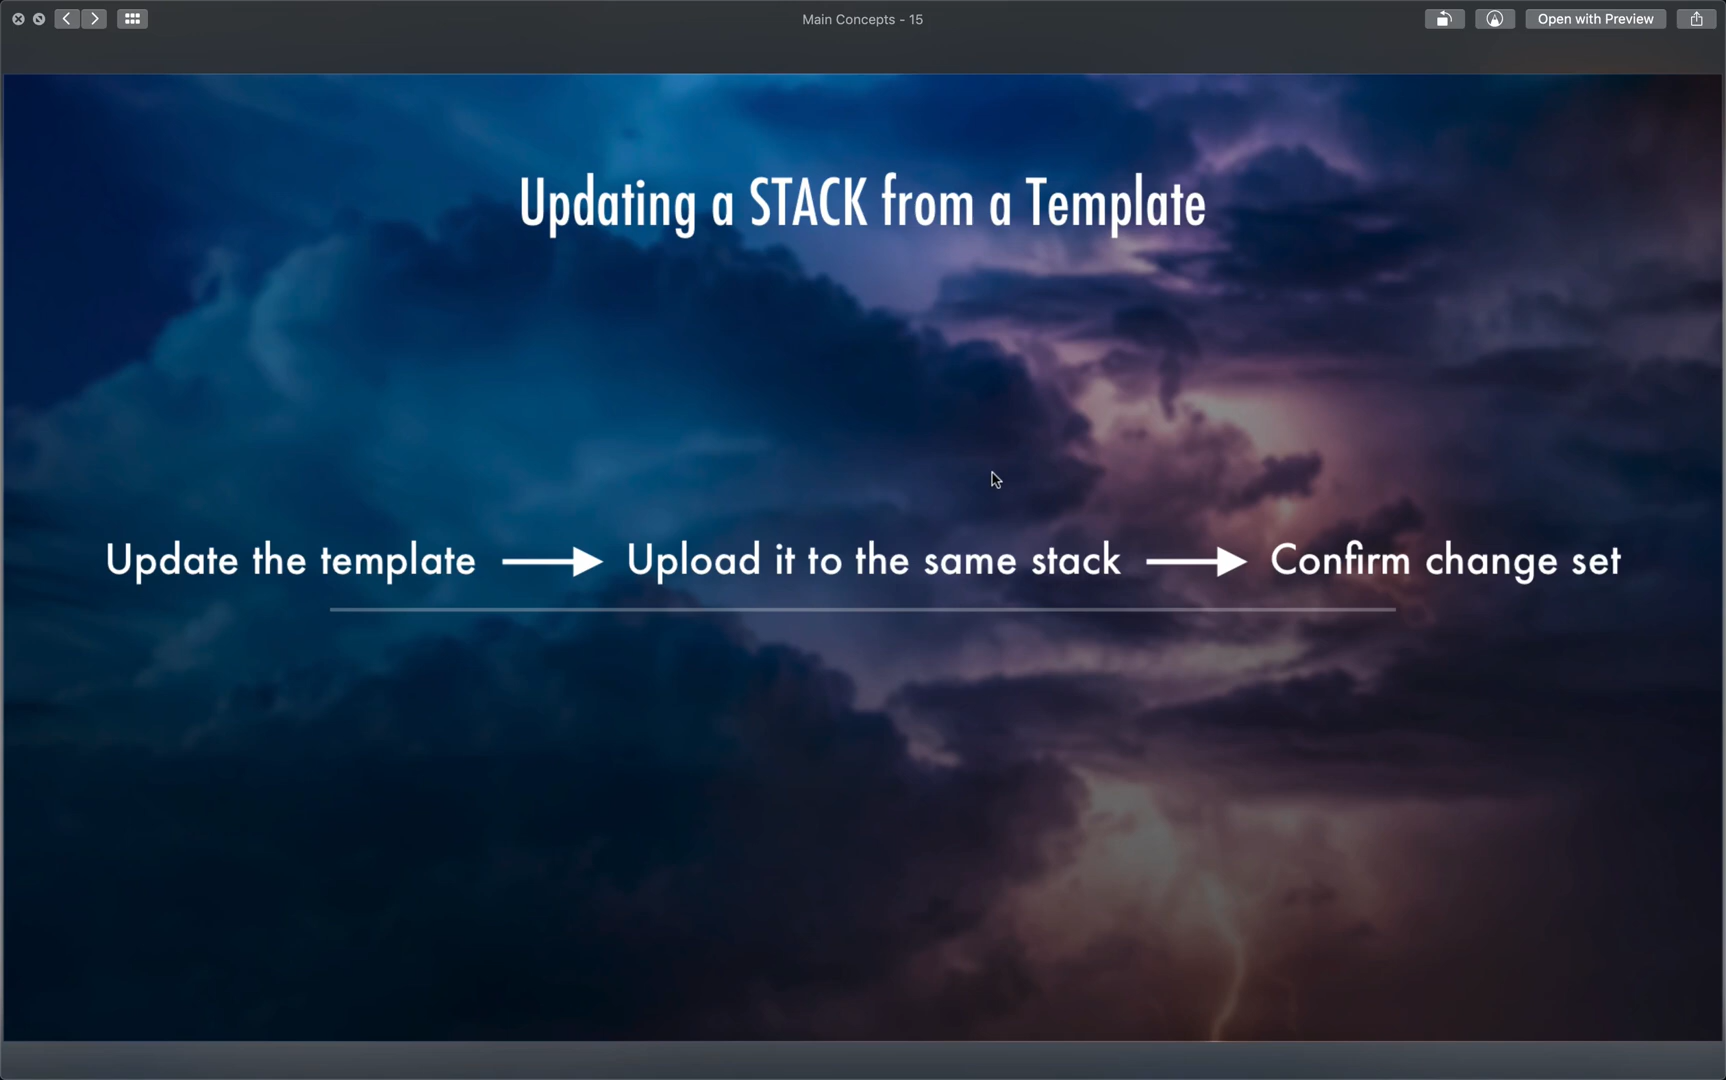 Main Concepts - 15
Open with Preview
Updating a STACK from a Template
Update the template → Upload it to the same stack → Confirm change set